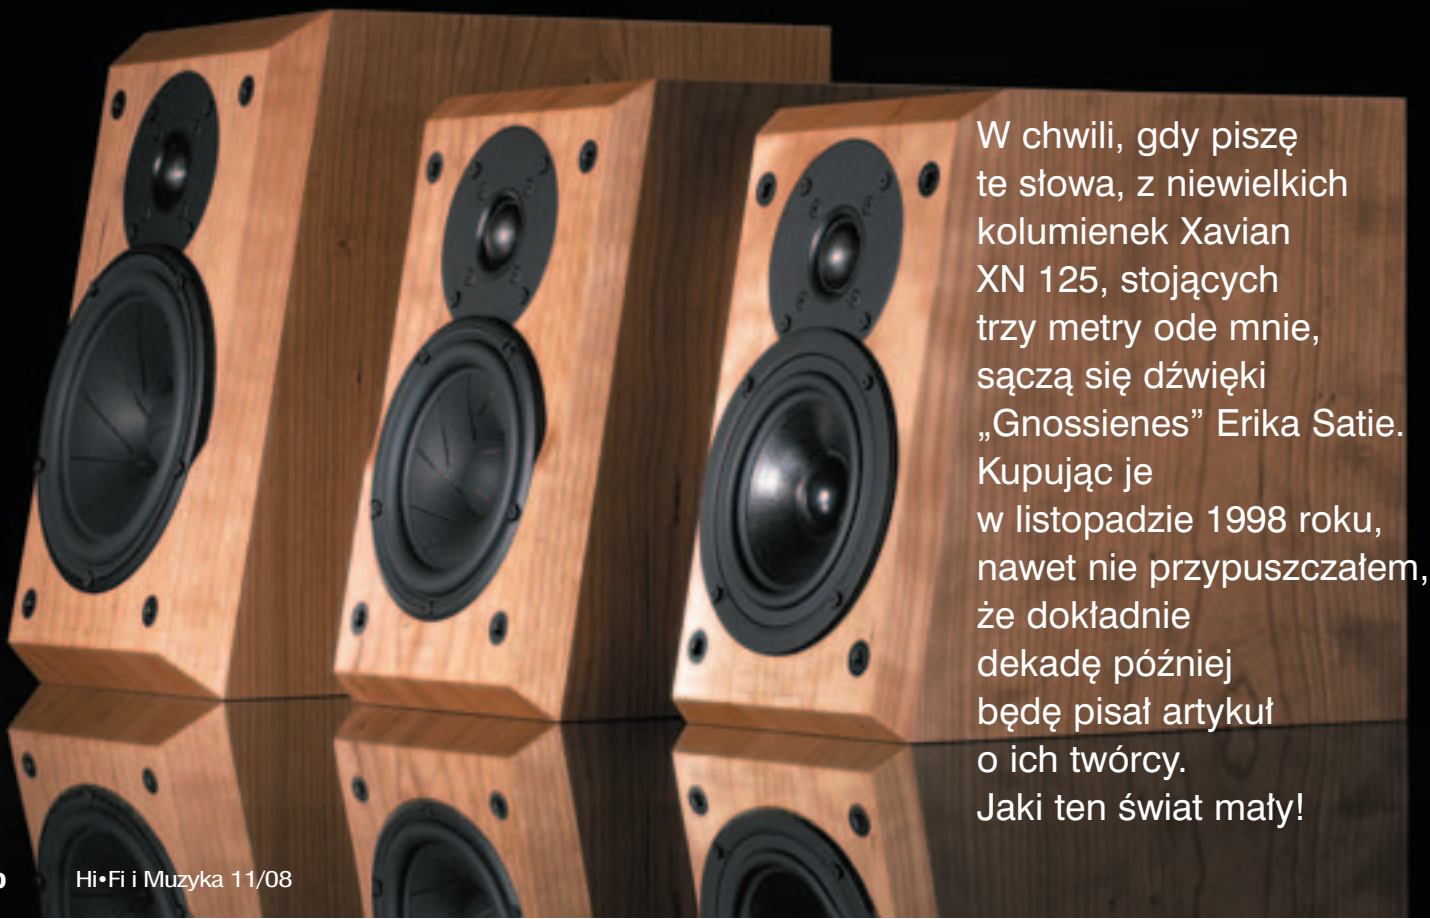 W chwili, gdy piszę
te słowa, z niewielkich
kolumienek Xavian
XN 125, stojących
trzy metry ode mnie,
sączą się dźwięki
„Gnossienes” Erika Satie.
Kupując je
w listopadzie 1998 roku,
nawet nie przypuszczałem,
że dokładnie
dekadę później
będę pisał artykuł
o ich twórcy.
Jaki ten świat mały!
Hi•Fi i Muzyka 11/08